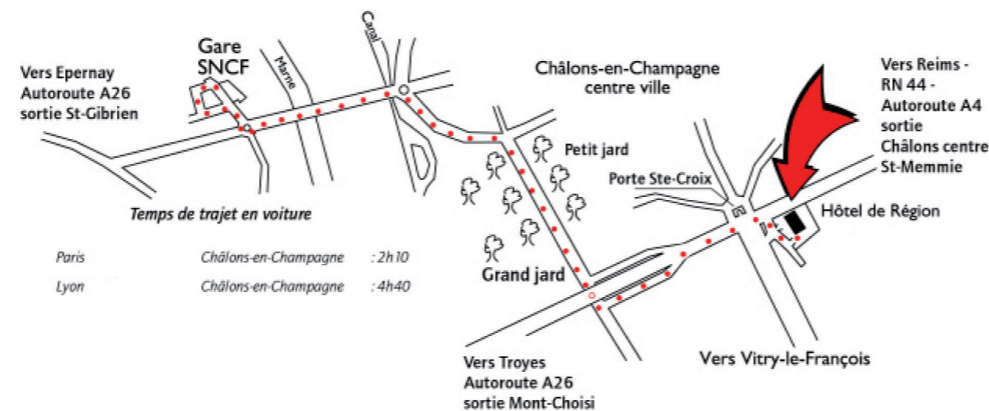 Gare
SNCF
Canal
Marne
Vers Epernay
Autoroute A26
sortie St-Gibrien
Châlons-en-Champagne
centre ville
Vers Reims -
RN 44 -
Autoroute A4
sortie
Châlons centre
St-Memmie
Petit jard
Porte Ste-Croix
Hôtel de Région
Grand jard
Temps de trajet en voiture
Paris Châlons-en-Champagne : 2h10
Lyon Châlons-en-Champagne : 4h40
Vers Troyes
Autoroute A26
sortie Mont-Choisi
Vers Vitry-le-François